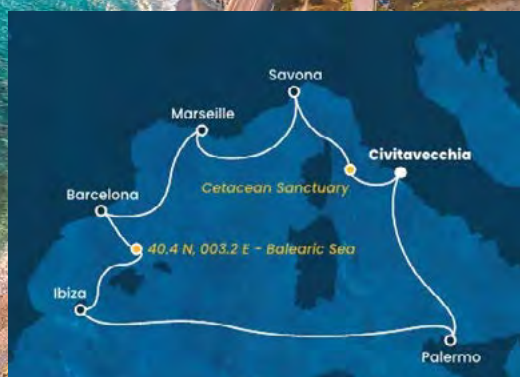 Savona
Marseille
Civitavecchia
Cetacean Sanctuary
Barcelona
40.4 N, 003.2 E - Balearic Sea
Ibiza
Palermo